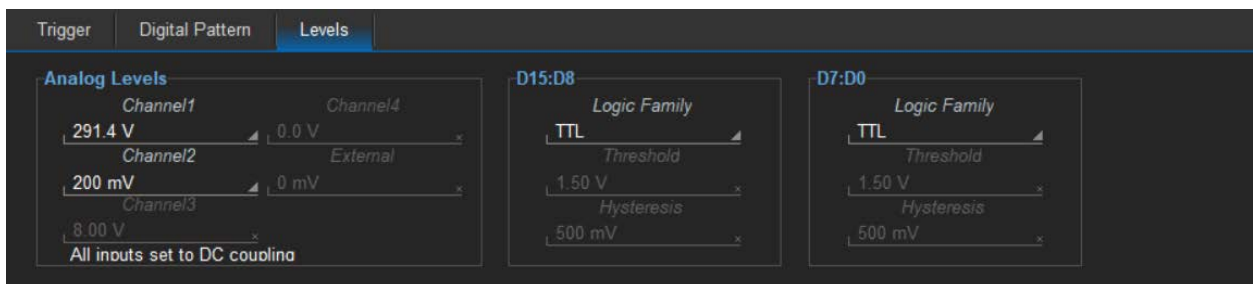 Trigger Digital Pattern Levels
Analog Levels
Channel1 Channel4
291.4 V 0.0 V
Channel2 External
200 mV 0 mV
Channel3
8.00 V
All inputs set to DC coupling
D15:D8
Logic Family
TTL
Threshold
1.50 V
Hysteresis
500 mV
D7:D0
Logic Family
TTL
Threshold
1.50 V
Hysteresis
500 mV